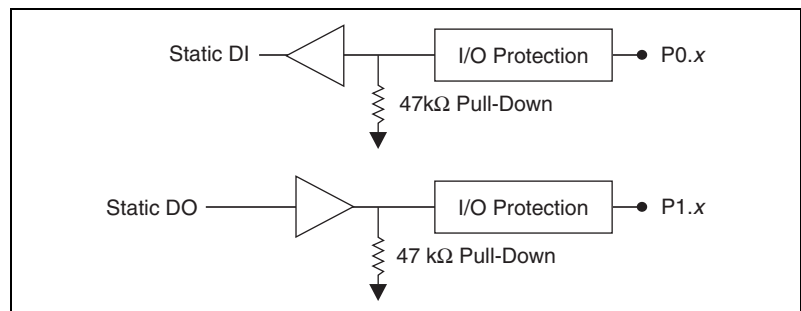 Static DI
I/O Protection
P0.x
47kΩ Pull-Down
Static DO
I/O Protection
P1.x
47 kΩ Pull-Down